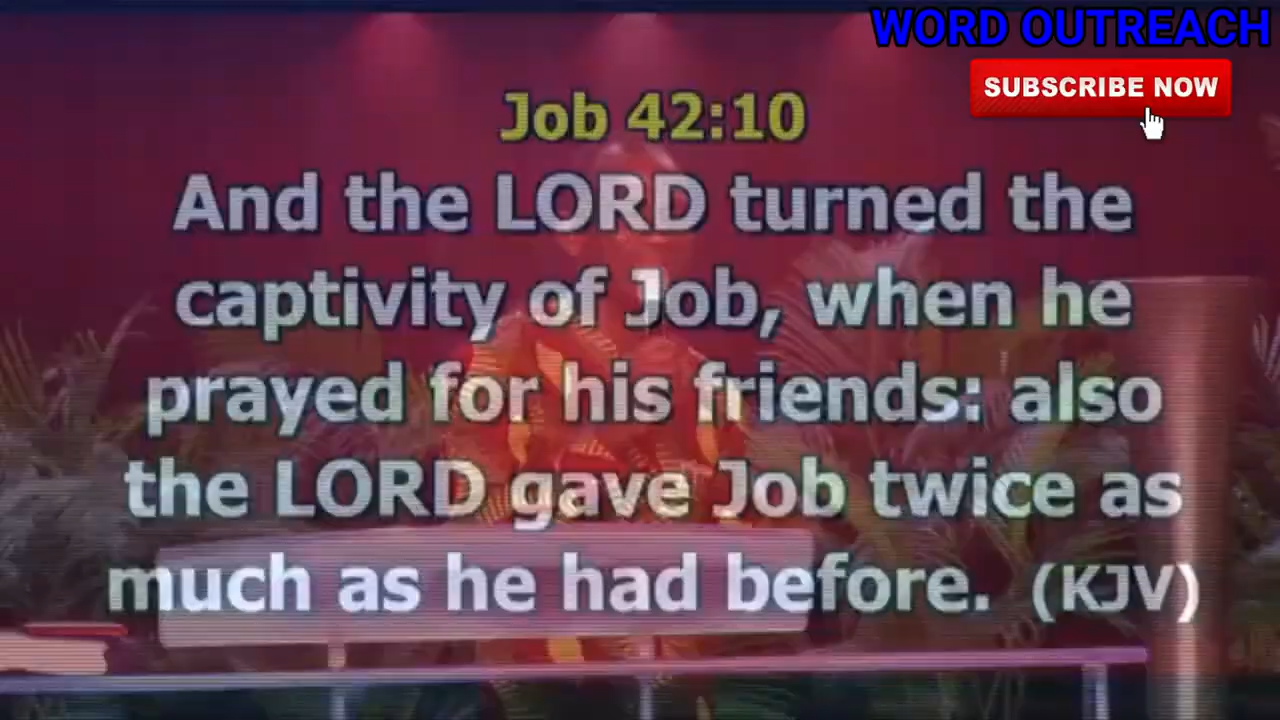 WORD OUTREACH
SUBSCRIBE NOW
Job 42:10
And the LORD turned the
captivity of Job, when he
prayed for his friends: also
the LORD gave Job twice as
much as he had before. (KJV)